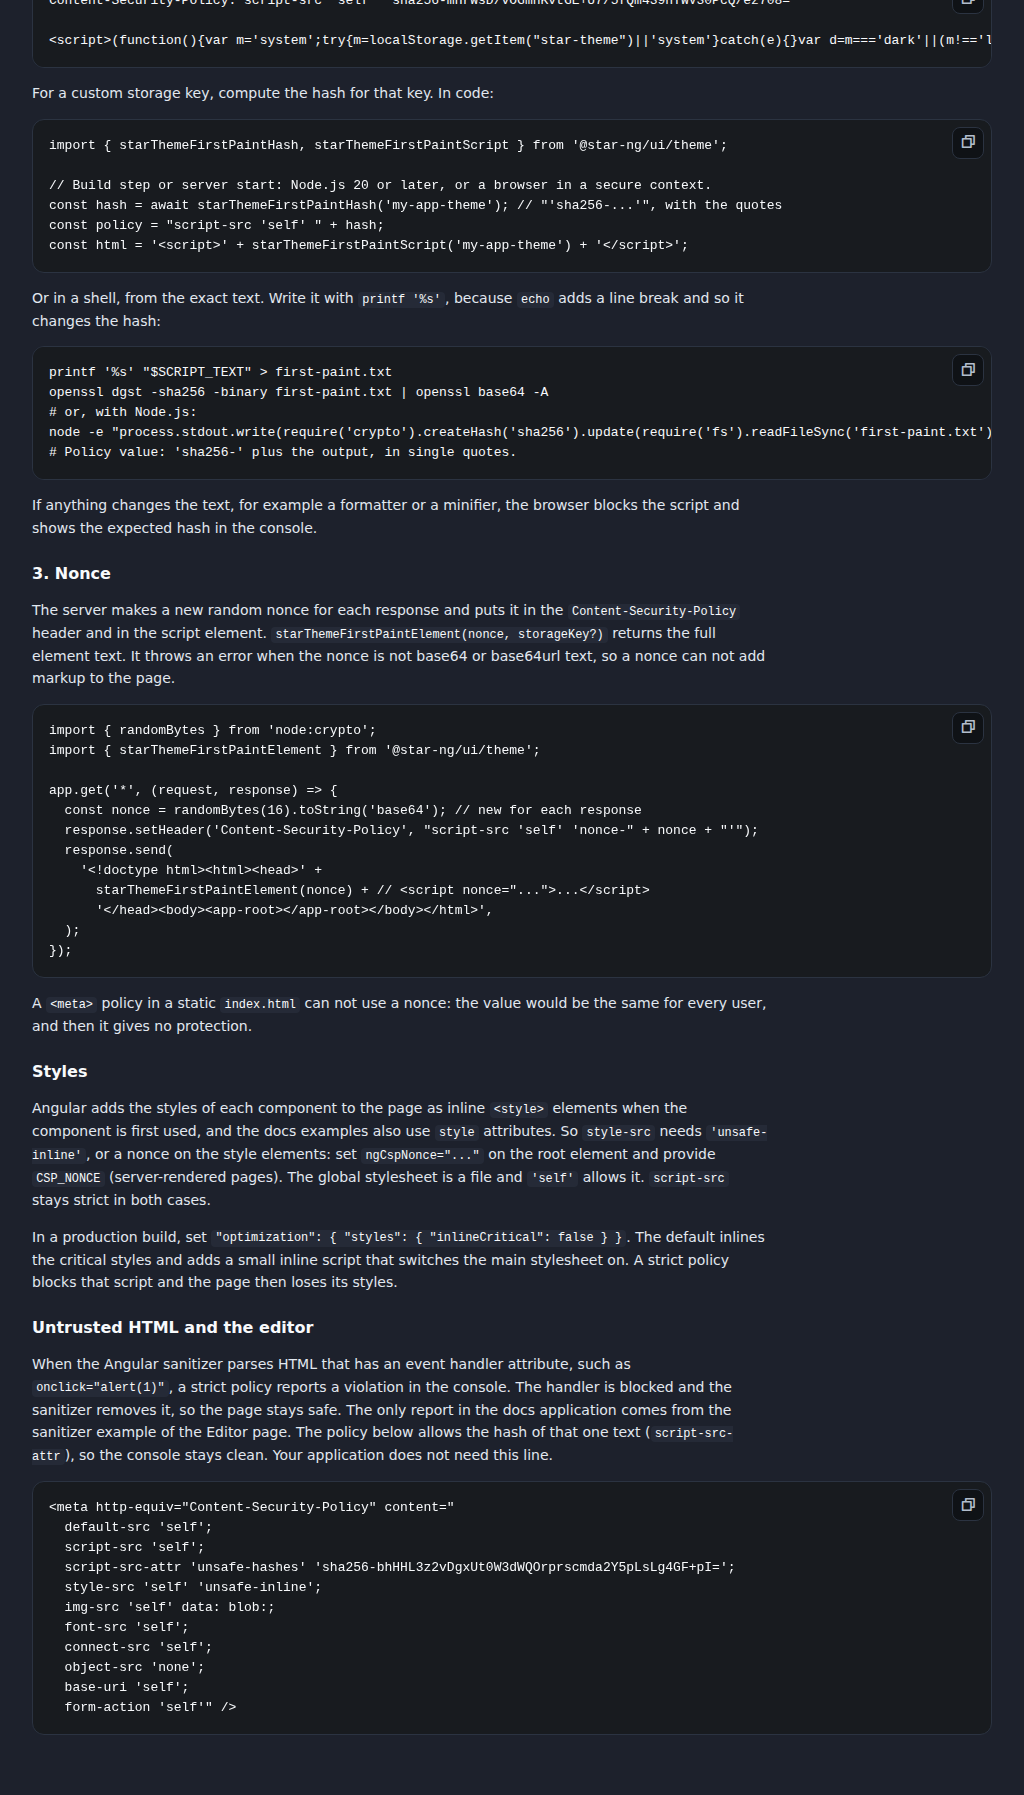 <script>(function(){var m='system';try{m=localStorage.getItem("star-theme")||'system'}catch(e){}var d=m==='dark'||(m!=='l
For a custom storage key, compute the hash for that key. In code:
import { starThemeFirstPaintHash, starThemeFirstPaintScript } from '@star-ng/ui/theme';
// Build step or server start: Node.js 20 or later, or a browser in a secure context.
const hash = await starThemeFirstPaintHash('my-app-theme'); // "'sha256-...'", with the quotes
const policy = "script-src 'self' " + hash;
const html = '<script>' + starThemeFirstPaintScript('my-app-theme') + '</script>';
Or in a shell, from the exact text. Write it with printf '%s', because echo adds a line break and so it
changes the hash:
printf '%s' "$SCRIPT_TEXT" > first-paint.txt
openssl dgst -sha256 -binary first-paint.txt | openssl base64 -A
# or, with Node.js:
node -e "process.stdout.write(require('crypto').createHash('sha256').update(require('fs').readFileSync('first-paint.txt')
# Policy value: 'sha256-' plus the output, in single quotes.
If anything changes the text, for example a formatter or a minifier, the browser blocks the script and
shows the expected hash in the console.
3. Nonce
The server makes a new random nonce for each response and puts it in the Content-Security-Policy
header and in the script element. starThemeFirstPaintElement(nonce, storageKey?) returns the full
element text. It throws an error when the nonce is not base64 or base64url text, so a nonce can not add
markup to the page.
import { randomBytes } from 'node:crypto';
import { starThemeFirstPaintElement } from '@star-ng/ui/theme';
app.get('*', (request, response) => {
  const nonce = randomBytes(16).toString('base64'); // new for each response
  response.setHeader('Content-Security-Policy', "script-src 'self' 'nonce-" + nonce + "'");
  response.send(
    '<!doctype html><html><head>' +
      starThemeFirstPaintElement(nonce) + // <script nonce="...">...</script>
      '</head><body><app-root></app-root></body></html>',
  );
});
A <meta> policy in a static index.html can not use a nonce: the value would be the same for every user,
and then it gives no protection.
Styles
Angular adds the styles of each component to the page as inline <style> elements when the
component is first used, and the docs examples also use style attributes. So style-src needs 'unsafe-
inline', or a nonce on the style elements: set ngCspNonce="..." on the root element and provide
CSP_NONCE (server-rendered pages). The global stylesheet is a file and 'self' allows it. script-src
stays strict in both cases.
In a production build, set "optimization": { "styles": { "inlineCritical": false } }. The default inlines
the critical styles and adds a small inline script that switches the main stylesheet on. A strict policy
blocks that script and the page then loses its styles.
Untrusted HTML and the editor
When the Angular sanitizer parses HTML that has an event handler attribute, such as
onclick="alert(1)", a strict policy reports a violation in the console. The handler is blocked and the
sanitizer removes it, so the page stays safe. The only report in the docs application comes from the
sanitizer example of the Editor page. The policy below allows the hash of that one text (script-src-
attr), so the console stays clean. Your application does not need this line.
<meta http-equiv="Content-Security-Policy" content="
  default-src 'self';
  script-src 'self';
  script-src-attr 'unsafe-hashes' 'sha256-bhHHL3z2vDgxUt0W3dWQOrprscmda2Y5pLsLg4GF+pI=';
  style-src 'self' 'unsafe-inline';
  img-src 'self' data: blob:;
  font-src 'self';
  connect-src 'self';
  object-src 'none';
  base-uri 'self';
  form-action 'self'" />